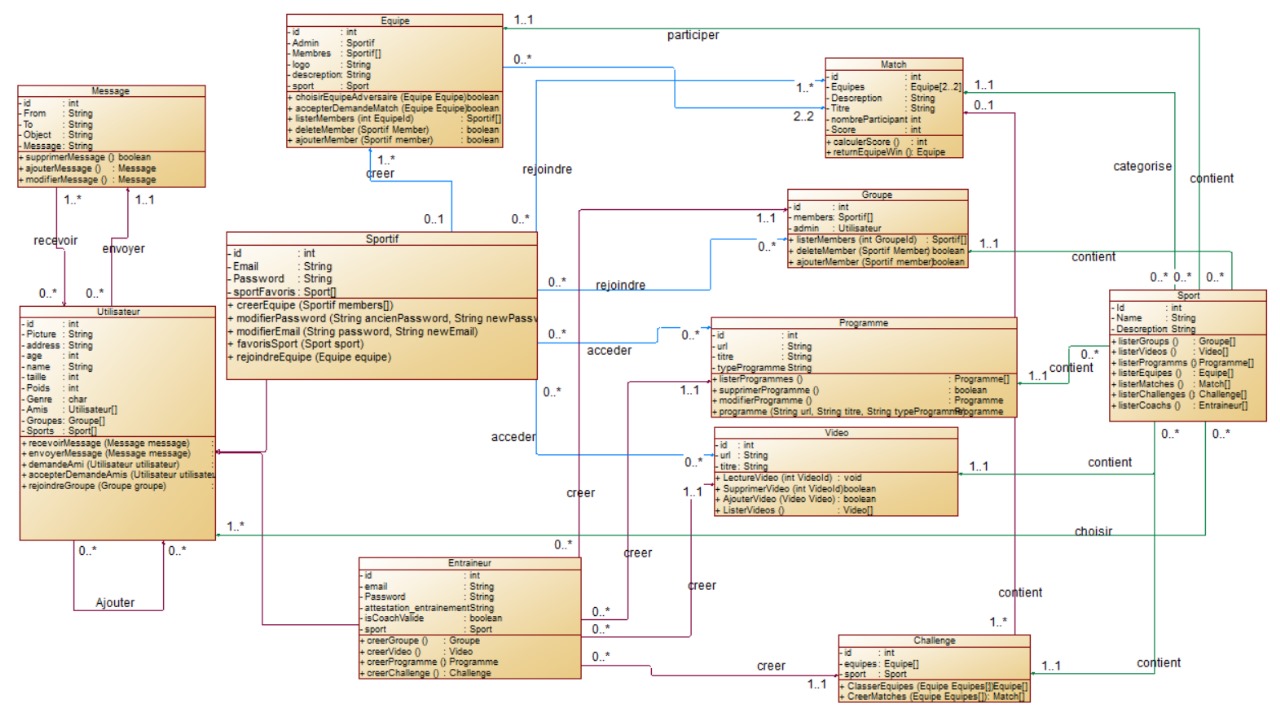 Equipe
- id : int
- Admin : Sportif
- Membres : Sportif[]
- logo : String
- descreption: String
- sport : Sport
+ choisirEquipeAdversaire (Equipe Equipe)boolean
+ accepterDemandeMatch (Equipe Equipe)boolean
+ listerMembers (int EquipeId) : Sportif[]
+ deleteMember (Sportif Member) : boolean
+ ajouterMember (Sportif member) : boolean
1..1
participer
0..*
1..*
2..2
Match
- id : int
- Equipes : Equipe[2..2]
- Descreption : String
- Titre : String
- nombreParticipant int
- Score : int
+ calculerScore () : int
+ returnEquipeWin (): Equipe
1..1
0..1
Message
- id : int
- From : String
- To : String
- Object : String
- Message: String
+ supprimerMessage () boolean
+ ajouterMessage () : Message
+ modifierMessage () : Message
1..*
1..1
recevoir
envoyer
0..*
0..*
1..*
creer
0..1
rejoindre
0..*
categorise
contient
Groupe
- id : int
- members: Sportif[]
- admin : Utilisateur
+ listerMembers (int GroupeId) : Sportif[]
+ deleteMember (Sportif Member) boolean
+ ajouterMember (Sportif member)boolean
1..1
0..*
1..1
contient
Sportif
- id : int
- Email : String
- Password : String
- sportFavoris : Sport[]
+ creerEquipe (Sportif members[])
+ modifierPassword (String ancienPassword, String newPassw
+ modifierEmail (String password, String newEmail)
+ favorisSport (Sport sport)
+ rejoindreEquipe (Equipe equipe)
0..*
rejoindre
0..*
acceder
0..*
0..*
acceder
0..*
0..* 0..* 0..*
Sport
- Id : int
- Name : String
- Descreption String
+ listerGroups () : Groupe[]
+ listerVideos () : Video[]
+ listerProgramms () Programme[]
+ listerEquipes () : Equipe[]
+ listerMatches () : Match[]
+ listerChallenges () Challenge[]
+ listerCoachs () : Entraineur[]
0..*
contient
1..1
0..*
0..*
Utilisateur
- id : int
- Picture : String
- address : String
- age : int
- name : String
- taille : int
- Poids : int
- Genre : char
- Amis : Utilisateur[]
- Groupes: Groupe[]
- Sports : Sport[]
+ recevoirMessage (Message message) :
+ envoyerMessage (Message message) :
+ demandeAmi (Utilisateur utilisateur) :
+ accepterDemandeAmis (Utilisateur utilisateu
+ rejoindreGroupe (Groupe groupe) :
0..*
0..*
Ajouter
1..*
choisir
Programme
- id : int
- url : String
- titre : String
- typeProgramme String
+ listerProgrammes () : Programme[]
+ supprimerProgramme () : boolean
+ modifierProgramme () : Programme
+ programme (String url, String titre, String typeProgramme)Programme
1..1
Video
- id : int
- url : String
- titre : String
+ LectureVideo (int VideoId) : void
+ SupprimerVideo (int VideoId)boolean
+ AjouterVideo (Video Video) : boolean
+ ListerVideos () : Video[]
1..1
1..1
contient
creer
creer
creer
0..*
Entraineur
- id : int
- email : String
- Password : String
- attestation_entrainementString
- isCoachValide : boolean
- sport : Sport
+ creerGroupe () : Groupe
+ creerVideo () : Video
+ creerProgramme () Programme
+ creerChallenge () : Challenge
0..*
0..*
0..*
creer
1..1
contient
1..*
Challenge
- id : int
- equipes: Equipe[]
- sport : Sport
+ ClasserEquipes (Equipe Equipes[])Equipe[]
+ CreerMatches (Equipe Equipes[]): Match[]
1..1
contient